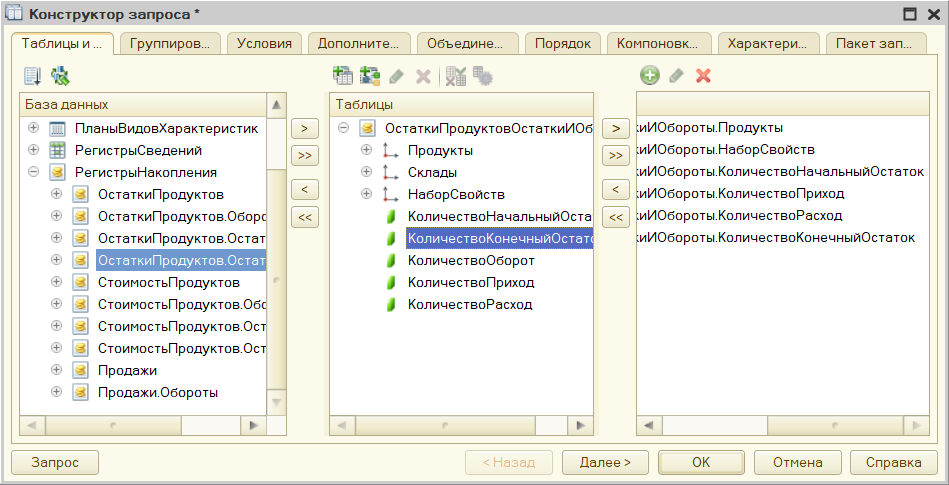 Конструктор запроса *
Таблицы и ...
Группиров...
Условия
Дополните...
Объедине...
Порядок
Компоновк...
Характери...
Пакет зап...
База данных
ПланыВидовХарактеристик
РегистрыСведений
РегистрыНакопления
ОстаткиПродуктов
ОстаткиПродуктов.Оборо
ОстаткиПродуктов.Остат
ОстаткиПродуктов.Остат
СтоимостьПродуктов
СтоимостьПродуктов.Обо
СтоимостьПродуктов.Ост
СтоимостьПродуктов.Ост
Продажи
Продажи.Обороты
>
>>
<
<<
Таблицы
ОстаткиПродуктовОстаткиИОб
Продукты
Склады
НаборСвойств
КоличествоНачальныйОста
КоличествоКонечныйОстато
КоличествоОборот
КоличествоПриход
КоличествоРасход
>
>>
<
<<
киИОбороты.Продукты
киИОбороты.НаборСвойств
киИОбороты.КоличествоНачальныйОстаток
киИОбороты.КоличествоПриход
киИОбороты.КоличествоРасход
киИОбороты.КоличествоКонечныйОстаток
Запрос
< Назад
Далее >
ОК
Отмена
Справка